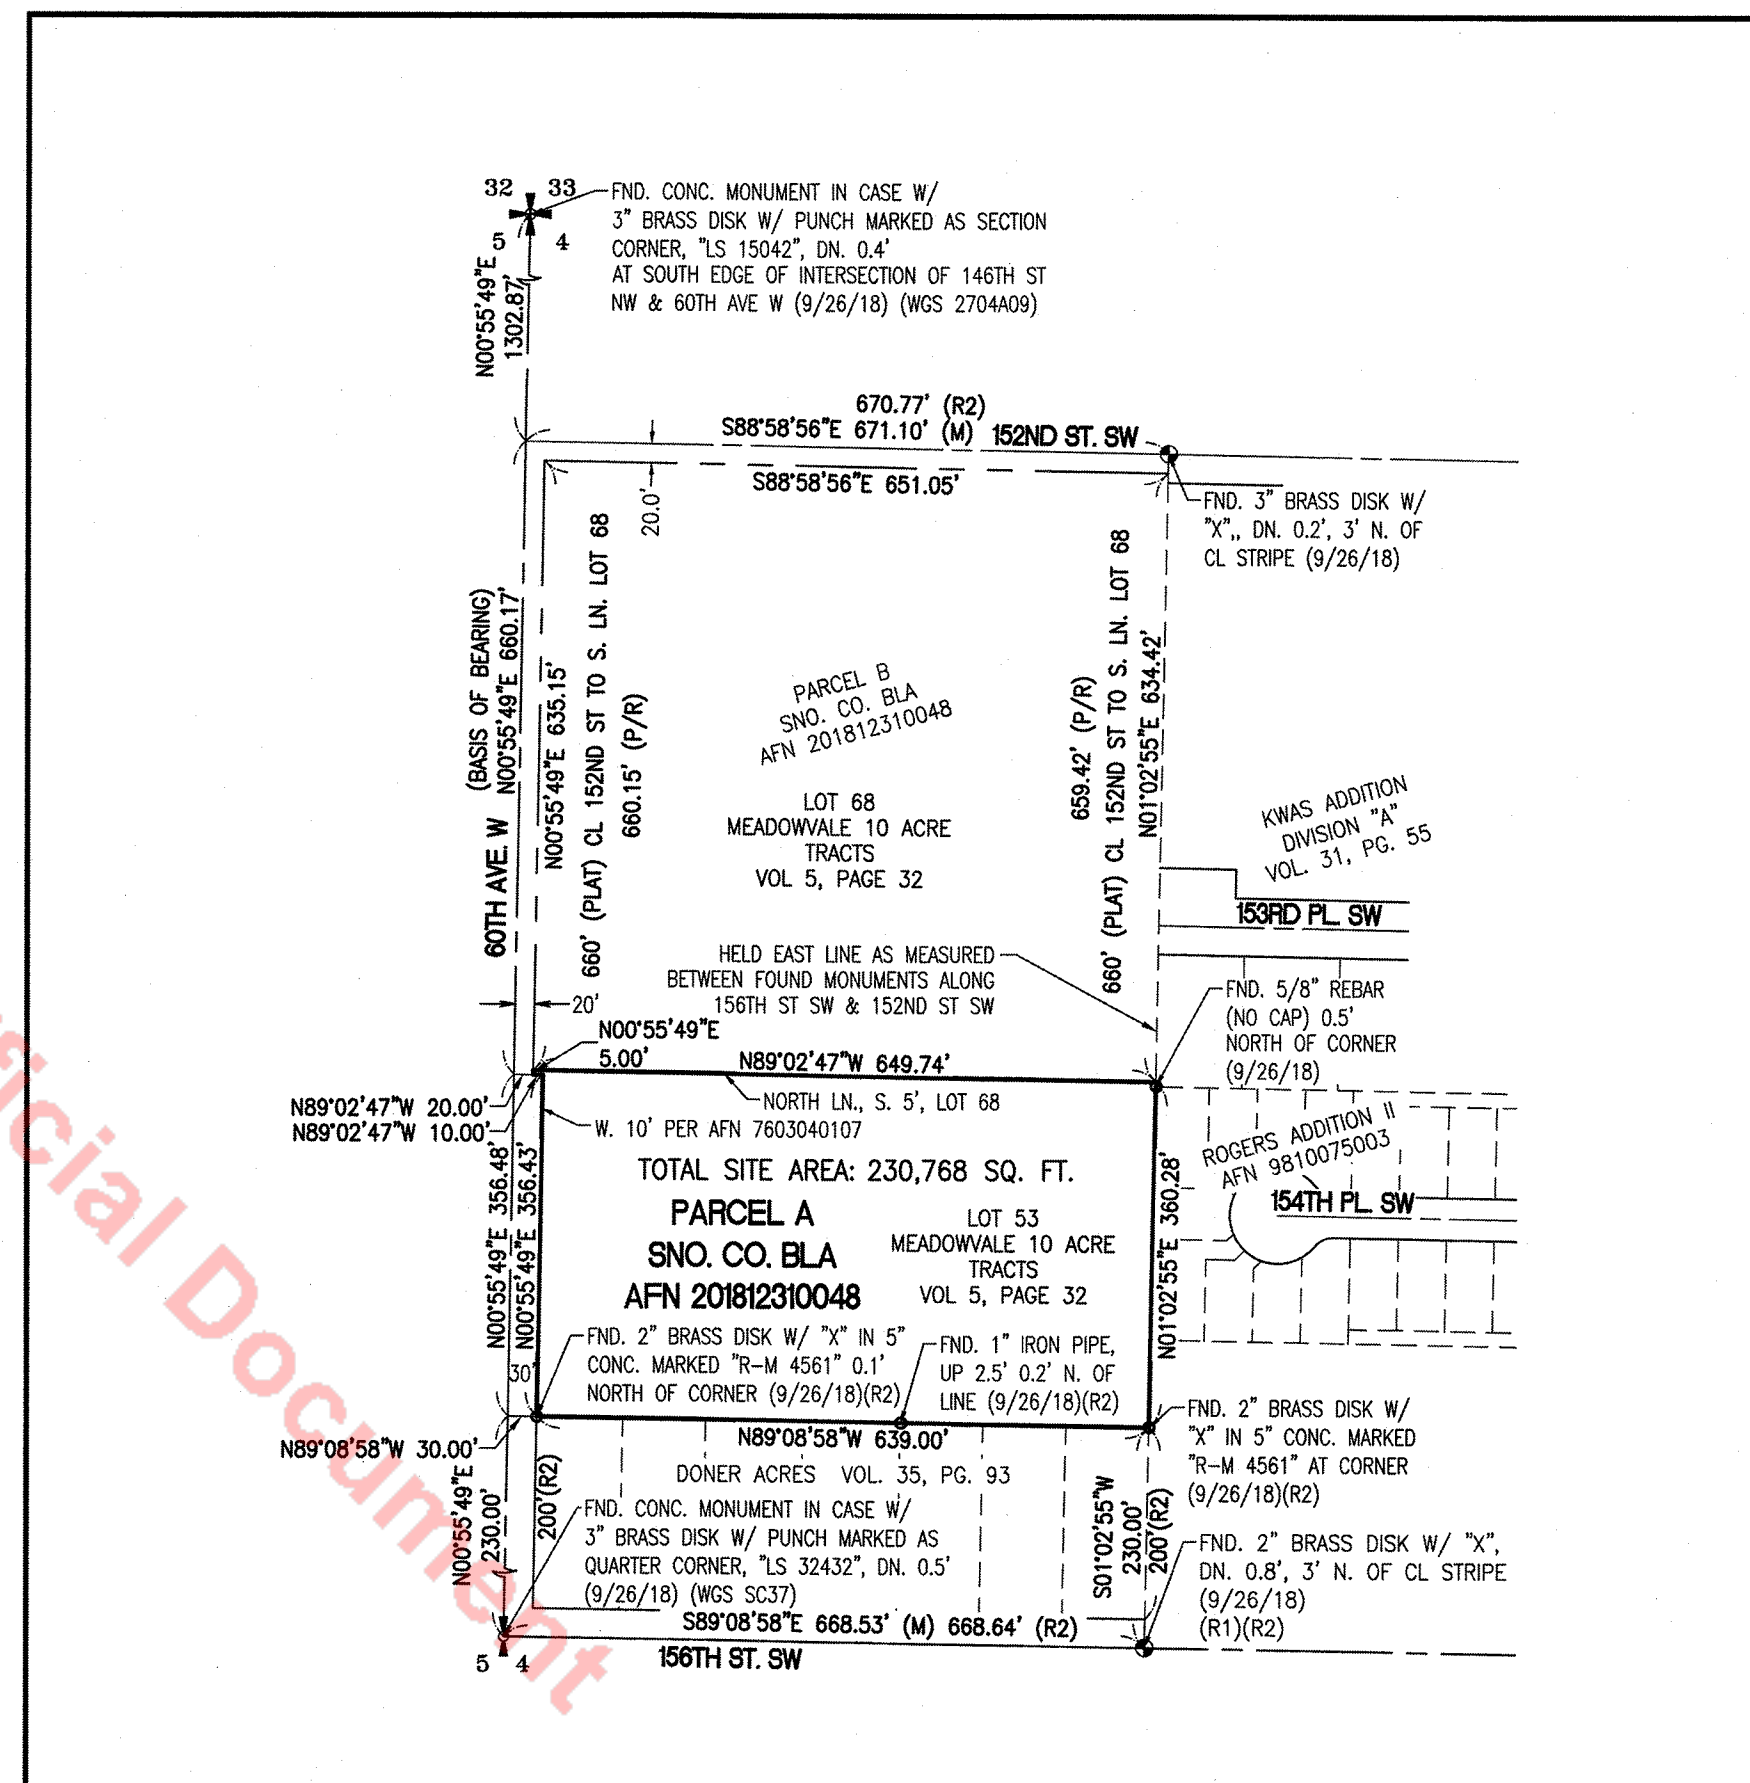 32 33
5 4
FND. CONC. MONUMENT IN CASE W/
3" BRASS DISK W/ PUNCH MARKED AS SECTION
CORNER, "LS 15042", DN. 0.4'
AT SOUTH EDGE OF INTERSECTION OF 146TH ST
NW & 60TH AVE W (9/26/18) (WGS 2704A09)
N00°55'49"E
1302.87'
670.77' (R2)
S88°58'56"E 671.10' (M)
152ND ST. SW
S88°58'56"E 651.05'
20.0'
FND. 3" BRASS DISK W/
"X",, DN. 0.2', 3' N. OF
CL STRIPE (9/26/18)
(BASIS OF BEARING)
N00°55'49"E 660.17'
60TH AVE. W
N00°55'49"E 635.15'
660' (PLAT) CL 152ND ST TO S. LN. LOT 68
660.15' (P/R)
PARCEL B
SNO. CO. BLA
AFN 201812310048
LOT 68
MEADOWVALE 10 ACRE
TRACTS
VOL 5, PAGE 32
659.42' (P/R)
660' (PLAT) CL 152ND ST TO S. LN. LOT 68
N01°02'55"E 634.42'
KWAS ADDITION
DIVISION "A"
VOL. 31, PG. 55
153RD PL. SW
HELD EAST LINE AS MEASURED
BETWEEN FOUND MONUMENTS ALONG
156TH ST SW & 152ND ST SW
20'
N00°55'49"E
5.00'
N89°02'47"W 649.74'
FND. 5/8" REBAR
(NO CAP) 0.5'
NORTH OF CORNER
(9/26/18)
N89°02'47"W 20.00'
N89°02'47"W 10.00'
NORTH LN., S. 5', LOT 68
W. 10' PER AFN 7603040107
TOTAL SITE AREA: 230,768 SQ. FT.
PARCEL A
SNO. CO. BLA
AFN 201812310048
LOT 53
MEADOWVALE 10 ACRE
TRACTS
VOL 5, PAGE 32
N00°55'49"E 356.48'
N00°55'49"E 356.43'
N01°02'55"E 360.28'
ROGERS ADDITION II
AFN 9810075003
154TH PL. SW
FND. 2" BRASS DISK W/ "X" IN 5"
CONC. MARKED "R-M 4561" 0.1'
NORTH OF CORNER (9/26/18)(R2)
FND. 1" IRON PIPE,
UP 2.5' 0.2' N. OF
LINE (9/26/18)(R2)
30'
N89°08'58"W 30.00'
N89°08'58"W 639.00'
DONER ACRES VOL. 35, PG. 93
FND. 2" BRASS DISK W/
"X" IN 5" CONC. MARKED
"R-M 4561" AT CORNER
(9/26/18)(R2)
N00°55'49"E
230.00'
200'(R2)
FND. CONC. MONUMENT IN CASE W/
3" BRASS DISK W/ PUNCH MARKED AS
QUARTER CORNER, "LS 32432", DN. 0.5'
(9/26/18) (WGS SC37)
S01°02'55"W
230.00'
200'(R2)
FND. 2" BRASS DISK W/ "X",
DN. 0.8', 3' N. OF CL STRIPE
(9/26/18)
(R1)(R2)
S89°08'58"E 668.53' (M) 668.64' (R2)
156TH ST. SW
5 4
ficial Document